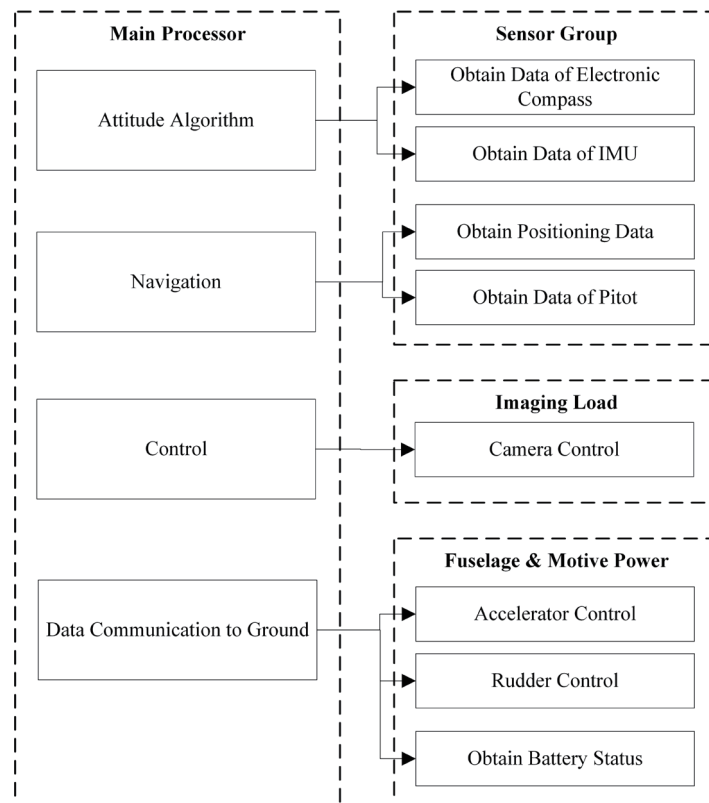 Main Processor
Attitude Algorithm
Navigation
Control
Data Communication to Ground
Sensor Group
Obtain Data of Electronic
Compass
Obtain Data of IMU
Obtain Positioning Data
Obtain Data of Pitot
Imaging Load
Camera Control
Fuselage & Motive Power
Accelerator Control
Rudder Control
Obtain Battery Status